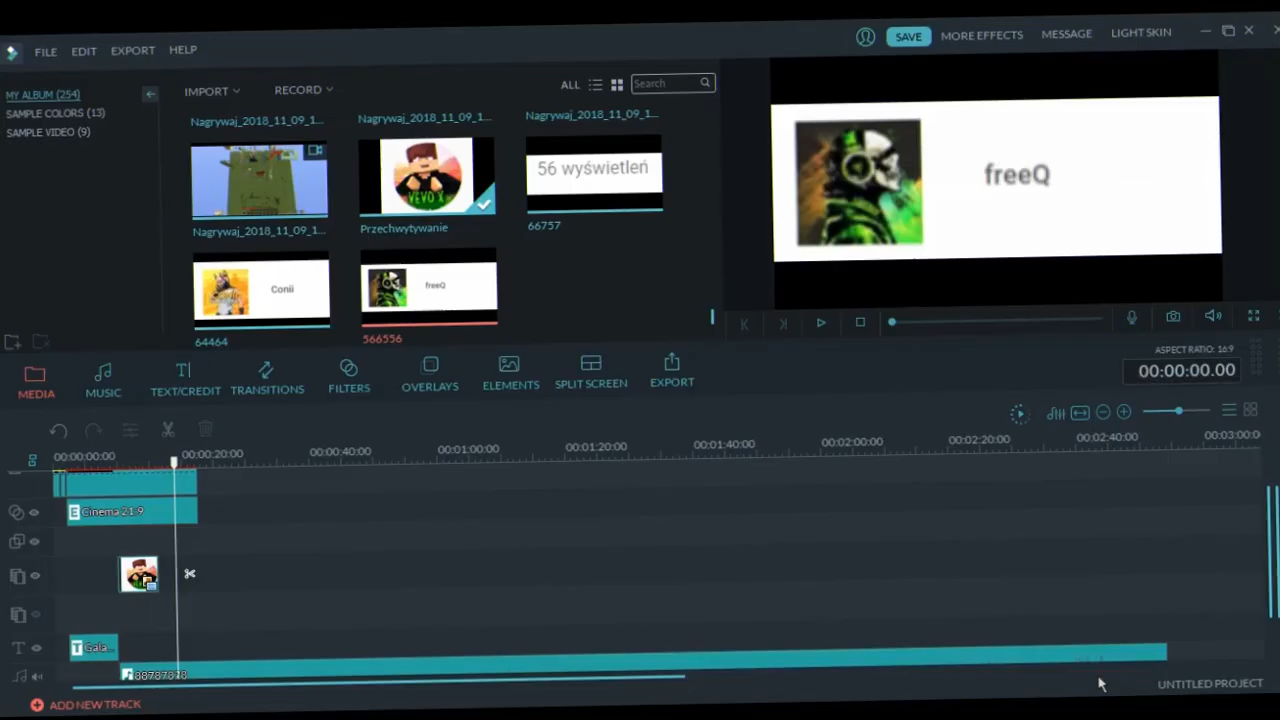 FILE EDIT EXPORT HELP
SAVE MORE EFFECTS MESSAGE LIGHT SKIN
MY ALBUM (254)
SAMPLE COLORS (13)
SAMPLE VIDEO (9)
IMPORT RECORD ALL Search
Nagrywaj_2018_11_09_1... Nagrywaj_2018_11_09_1... Nagrywaj_2018_11_09_1...
VEVO X
56 wyświetleń
Nagrywaj_2018_11_09_1... Przechwytywanie 66757
Conii
freeQ
64464 566556
freeQ
ASPECT RATIO: 16:9
00:00:00.00
MEDIA MUSIC TEXT/CREDIT TRANSITIONS FILTERS OVERLAYS ELEMENTS SPLIT SCREEN EXPORT
00:00:00:00 00:00:20:00 00:00:40:00 00:01:00:00 00:01:20:00 00:01:40:00 00:02:00:00 00:02:20:00 00:02:40:00 00:03:00:0
E Cinema 21:9
T Gala...
88787878
ADD NEW TRACK
UNTITLED PROJECT